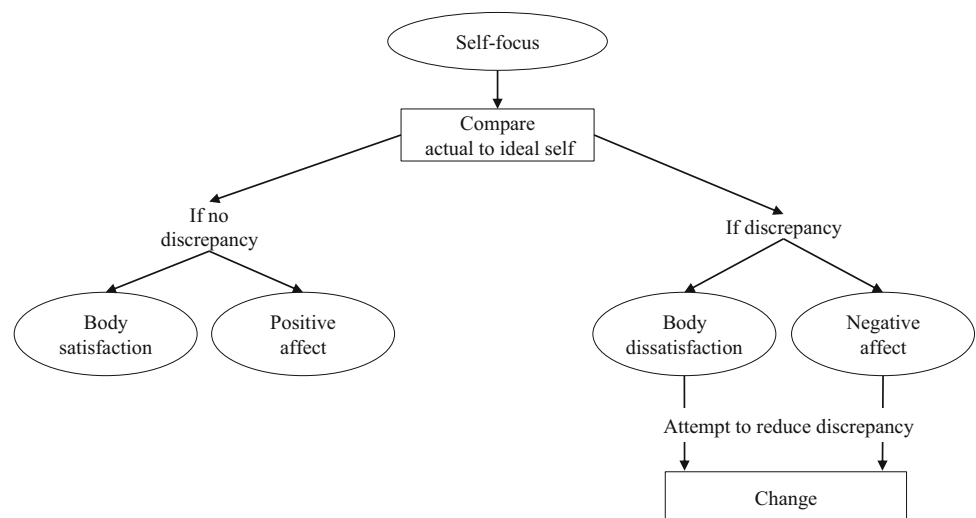 Self-focus
Compare
actual to ideal self
If no
discrepancy
If discrepancy
Body
satisfaction
Positive
affect
Body
dissatisfaction
Negative
affect
Attempt to reduce discrepancy
Change